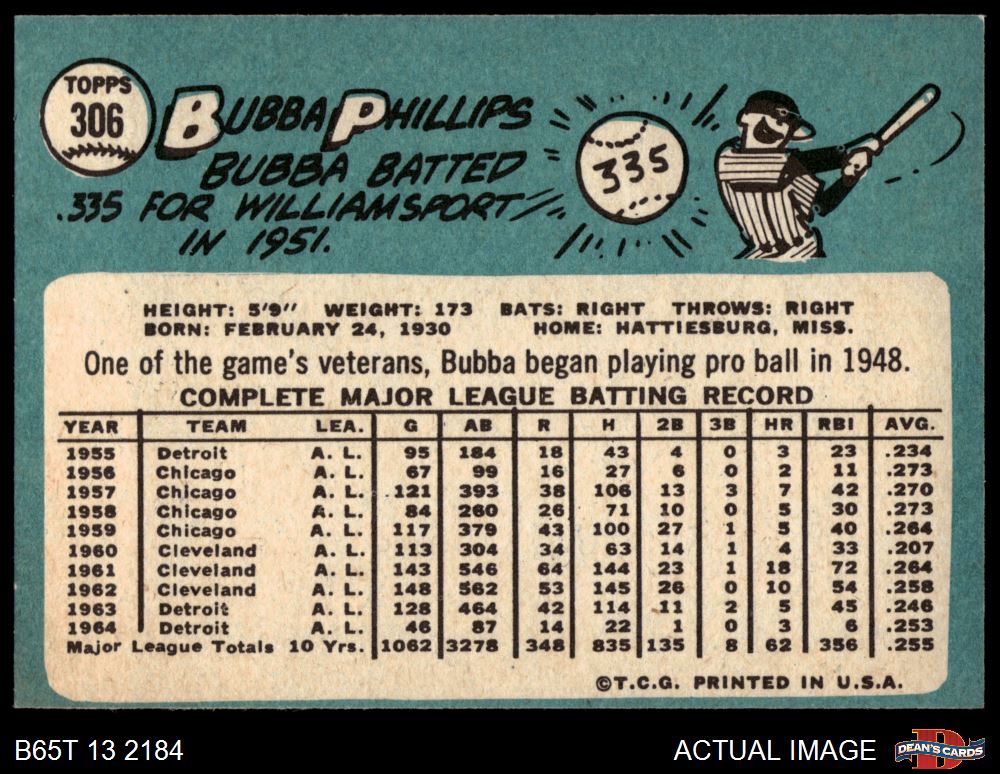 TOPPS
306
BUBBA PHILLIPS
BUBBA BATTED
.335 FOR WILLIAMSPORT
IN 1951.
335
HEIGHT: 5'9" WEIGHT: 173 BATS: RIGHT THROWS: RIGHT
BORN: FEBRUARY 24, 1930 HOME: HATTIESBURG, MISS.
One of the game's veterans, Bubba began playing pro ball in 1948.
COMPLETE MAJOR LEAGUE BATTING RECORD
YEAR TEAM LEA. G AB R H 2B 3B HR RBI AVG.
1955 Detroit A. L. 95 184 18 43 4 0 3 23 .234
1956 Chicago A. L. 67 99 16 27 6 0 2 11 .273
1957 Chicago A. L. 121 393 38 106 13 3 7 42 .270
1958 Chicago A. L. 84 260 26 71 10 0 5 30 .273
1959 Chicago A. L. 117 379 43 100 27 1 5 40 .264
1960 Cleveland A. L. 113 304 34 63 14 1 4 33 .207
1961 Cleveland A. L. 143 546 64 144 23 1 18 72 .264
1962 Cleveland A. L. 148 562 53 145 26 0 10 54 .258
1963 Detroit A. L. 128 464 42 114 11 2 5 45 .246
1964 Detroit A. L. 46 87 14 22 1 0 3 6 .253
Major League Totals 10 Yrs. 1062 3278 348 835 135 8 62 356 .255
©T.C.G. PRINTED IN U.S.A.
B65T 13 2184
ACTUAL IMAGE
D
DEAN'S CARDS